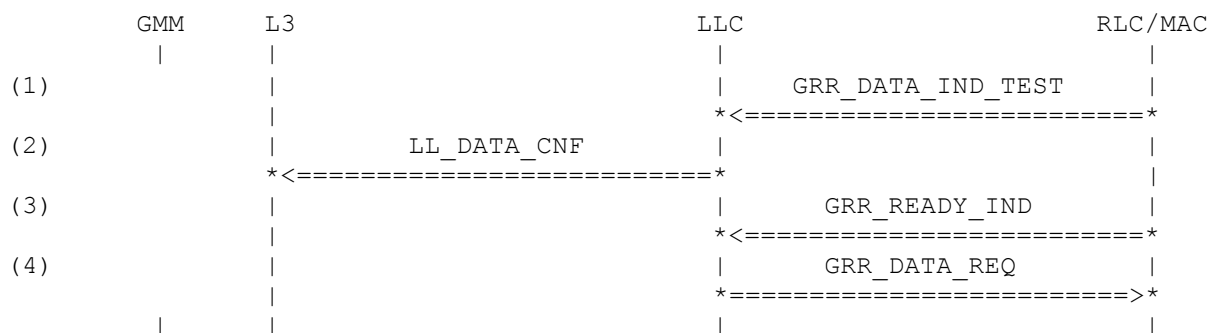 GMM L3 LLC RLC/MAC
| | | |
(1) | | GRR_DATA_IND_TEST |
| *<=========================*
(2) | LL_DATA_CNF | |
*<==========================* |
(3) | | GRR_READY_IND |
| *<=========================*
(4) | | GRR_DATA_REQ |
| *=========================>*
| | | |